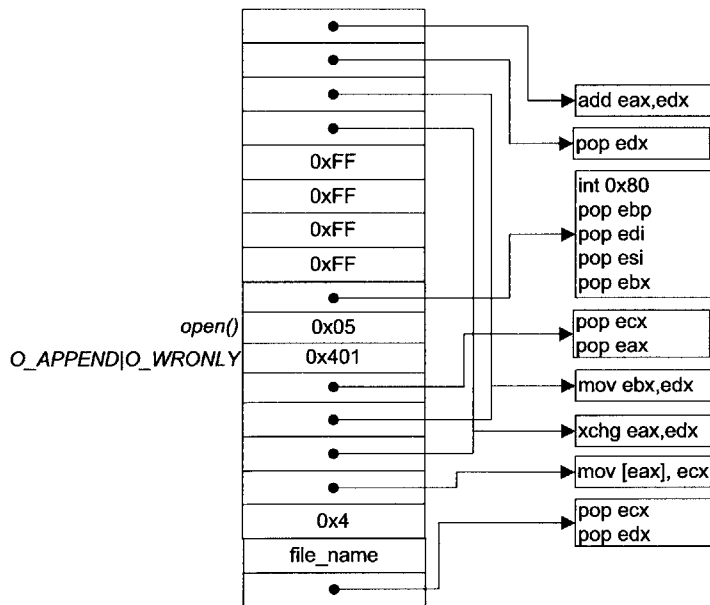 add eax,edx
pop edx
0xFF
0xFF
0xFF
0xFF
int 0x80
pop ebp
pop edi
pop esi
pop ebx
open()
0x05
O_APPEND|O_WRONLY
0x401
pop ecx
pop eax
mov ebx,edx
xchg eax,edx
mov [eax], ecx
0x4
file_name
pop ecx
pop edx